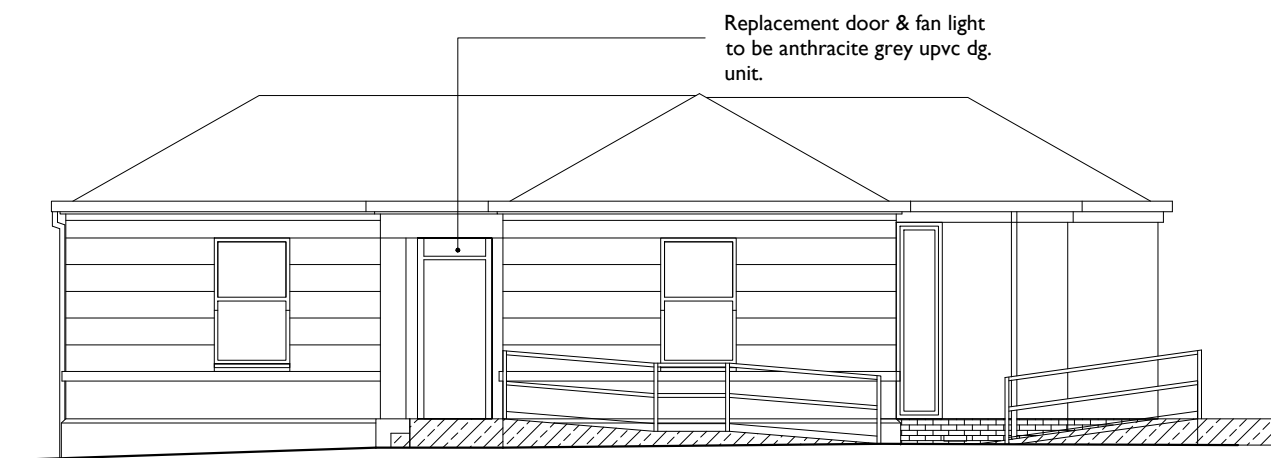 Replacement door & fan light
to be anthracite grey upvc dg.
unit.